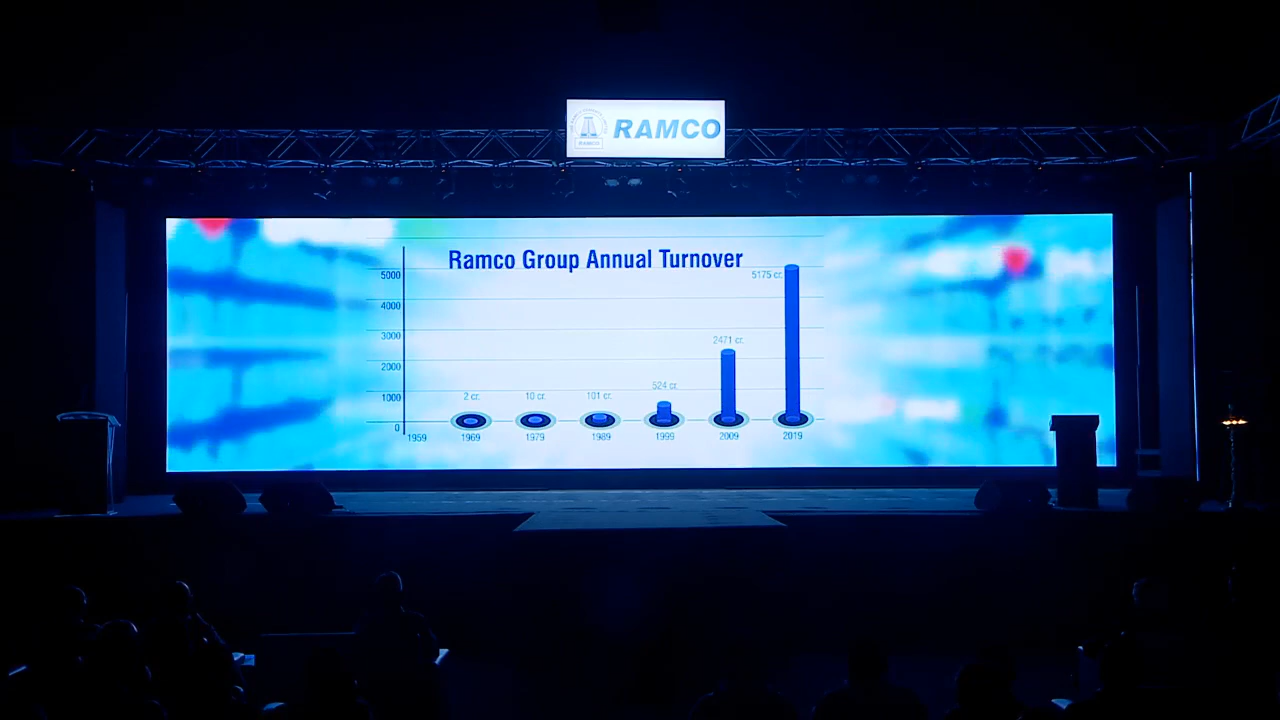 RAMCO
RAMCO
Ramco Group Annual Turnover
5000
4000
3000
2000
1000
0
2 cr.
10 cr.
101 cr.
524 cr.
2471 cr.
5175 cr.
1959
1969
1979
1989
1999
2009
2019